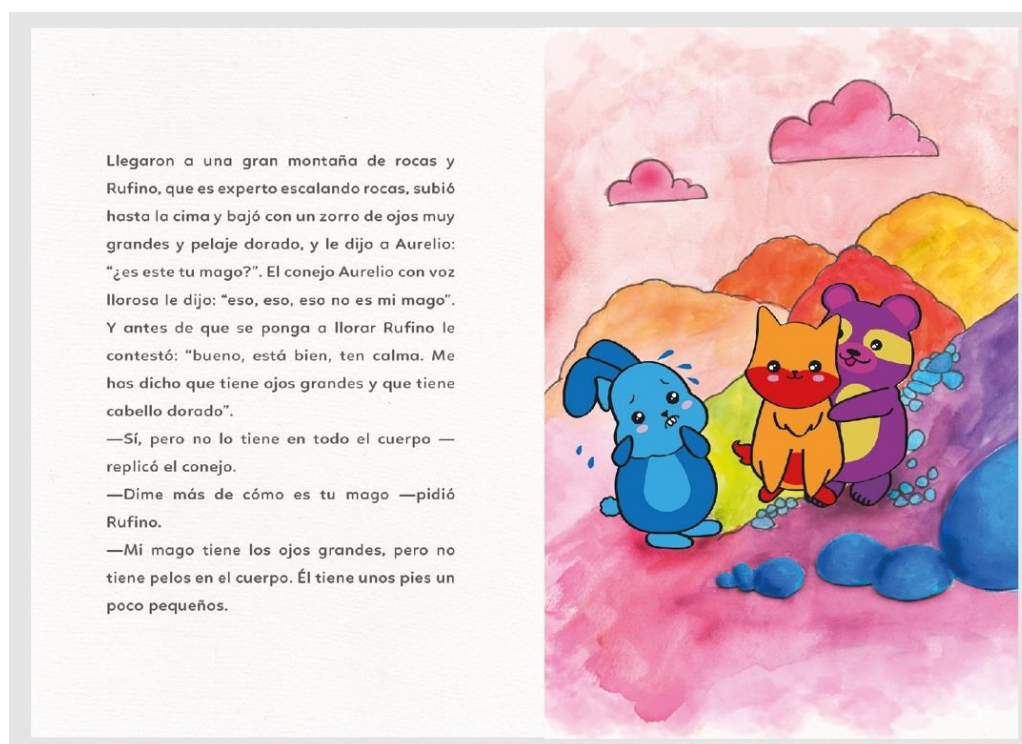 Llegaron a una gran montaña de rocas y
Rufino, que es experto escalando rocas, subió
hasta la cima y bajó con un zorro de ojos muy
grandes y pelaje dorado, y le dijo a Aurelio:
“¿es este tu mago?”. El conejo Aurelio con voz
llorosa le dijo: “eso, eso, eso no es mi mago”.
Y antes de que se ponga a llorar Rufino le
contestó: “bueno, está bien, ten calma. Me
has dicho que tiene ojos grandes y que tiene
cabello dorado”.
—Sí, pero no lo tiene en todo el cuerpo —
replicó el conejo.
—Dime más de cómo es tu mago —pidió
Rufino.
—Mi mago tiene los ojos grandes, pero no
tiene pelos en el cuerpo. Él tiene unos pies un
poco pequeños.